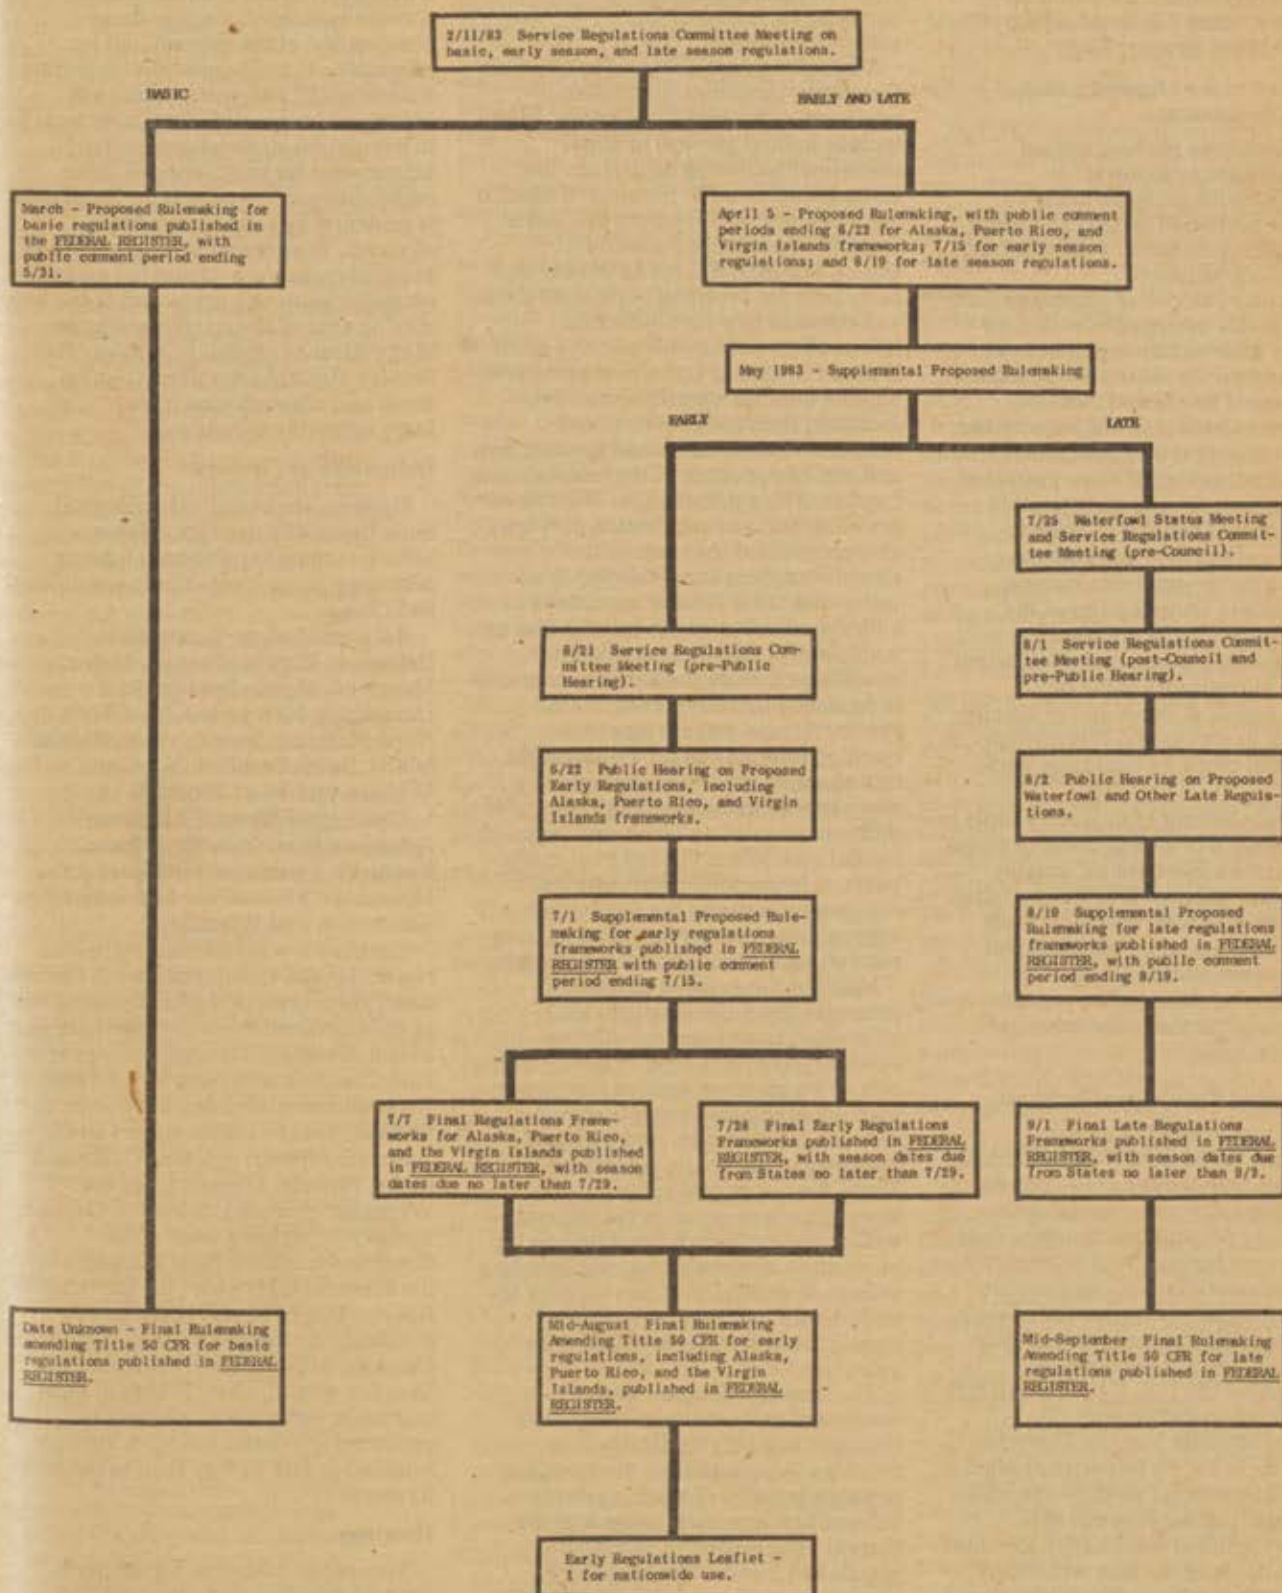 2/11/83 Service Regulations Committee Meeting on
basic, early season, and late season regulations.
BASIC
EARLY AND LATE
March - Proposed Rulemaking for
basic regulations published in
the FEDERAL REGISTER, with
public comment period ending
5/31.
April 5 - Proposed Rulemaking, with public comment
periods ending 6/22 for Alaska, Puerto Rico, and
Virgin Islands frameworks; 7/15 for early season
regulations; and 8/19 for late season regulations.
May 1983 - Supplemental Proposed Rulemaking
EARLY
LATE
7/25 Waterfowl Status Meeting
and Service Regulations Commit-
tee Meeting (pre-Council).
6/21 Service Regulations Com-
mittee Meeting (pre-Public
Hearing).
8/1 Service Regulations Commit-
tee Meeting (post-Council and
pre-Public Hearing).
6/22 Public Hearing on Proposed
Early Regulations, including
Alaska, Puerto Rico, and Virgin
Islands frameworks.
8/2 Public Hearing on Proposed
Waterfowl and Other Late Regula-
tions.
7/1 Supplemental Proposed Rule-
making for early regulations
frameworks published in FEDERAL
REGISTER with public comment
period ending 7/15.
8/10 Supplemental Proposed
Rulemaking for late regulations
frameworks published in FEDERAL
REGISTER, with public comment
period ending 8/19.
7/7 Final Regulations Frame-
works for Alaska, Puerto Rico,
and the Virgin Islands published
in FEDERAL REGISTER, with season
dates due no later than 7/29.
7/28 Final Early Regulations
Frameworks published in FEDERAL
REGISTER, with season dates due
from States no later than 7/29.
9/1 Final Late Regulations
Frameworks published in FEDERAL
REGISTER, with season dates due
from States no later than 9/2.
Date Unknown - Final Rulemaking
amending Title 50 CFR for basic
regulations published in FEDERAL
REGISTER.
Mid-August Final Rulemaking
Amending Title 50 CFR for early
regulations, including Alaska,
Puerto Rico, and the Virgin
Islands, published in FEDERAL
REGISTER.
Mid-September Final Rulemaking
Amending Title 50 CFR for late
regulations published in FEDERAL
REGISTER.
Early Regulations Leaflet -
1 for nationwide use.